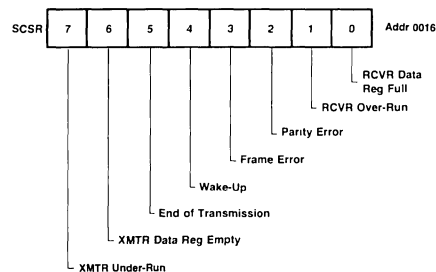 SCSR 7 6 5 4 3 2 1 0 Addr 0016
RCVR Data
Reg Full
RCVR Over-Run
Parity Error
Frame Error
Wake-Up
End of Transmission
XMTR Data Reg Empty
XMTR Under-Run